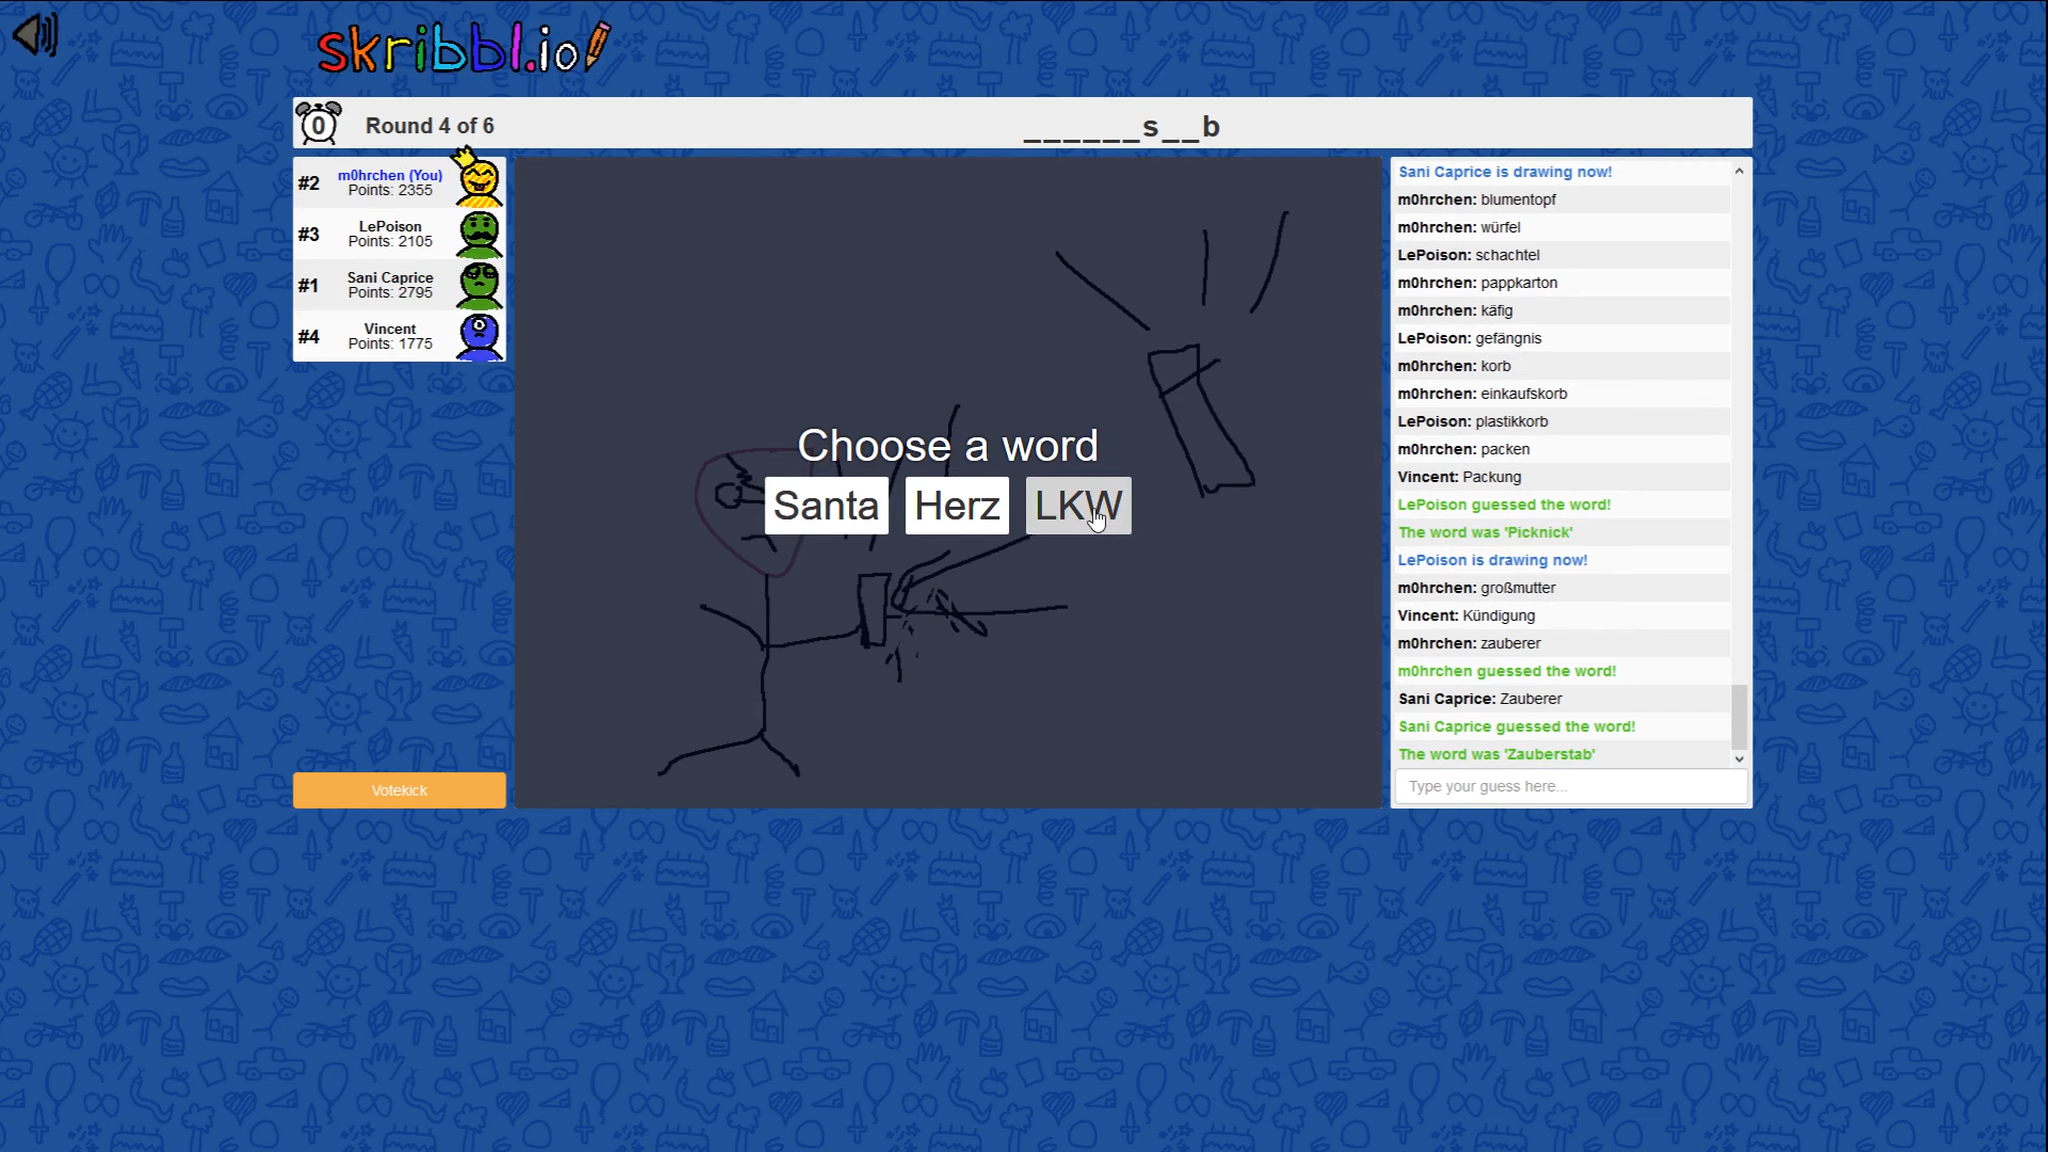 skribbl.io
0
Round 4 of 6
______s__b
#2
m0hrchen (You)
Points: 2355
#3
LePoison
Points: 2105
#1
Sani Caprice
Points: 2795
#4
Vincent
Points: 1775
Votekick
Choose a word
Santa
Herz
LKW
Sani Caprice is drawing now!
m0hrchen: blumentopf
m0hrchen: würfel
LePoison: schachtel
m0hrchen: pappkarton
m0hrchen: käfig
LePoison: gefängnis
m0hrchen: korb
m0hrchen: einkaufskorb
LePoison: plastikkorb
m0hrchen: packen
Vincent: Packung
LePoison guessed the word!
The word was 'Picknick'
LePoison is drawing now!
m0hrchen: großmutter
Vincent: Kündigung
m0hrchen: zauberer
m0hrchen guessed the word!
Sani Caprice: Zauberer
Sani Caprice guessed the word!
The word was 'Zauberstab'
Type your guess here...